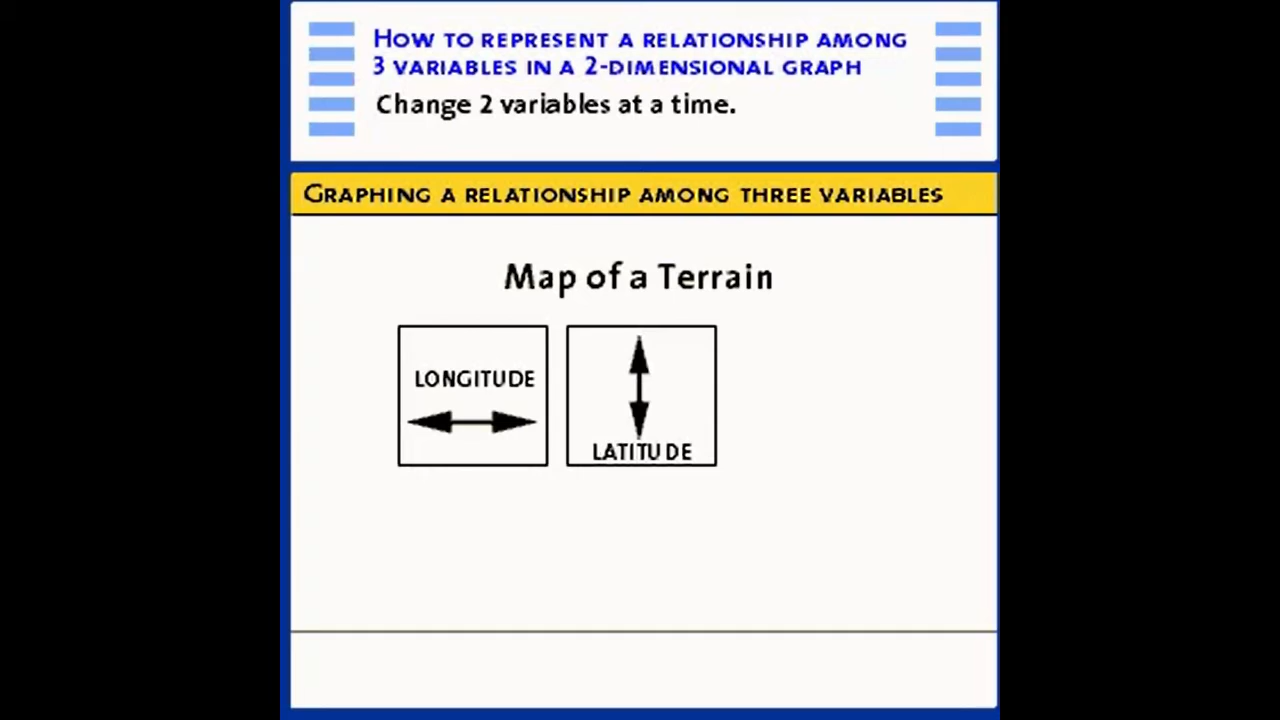 HOW TO REPRESENT A RELATIONSHIP AMONG
3 VARIABLES IN A 2-DIMENSIONAL GRAPH
Change 2 variables at a time.
GRAPHING A RELATIONSHIP AMONG THREE VARIABLES
Map of a Terrain
LONGITUDE
LATITUDE